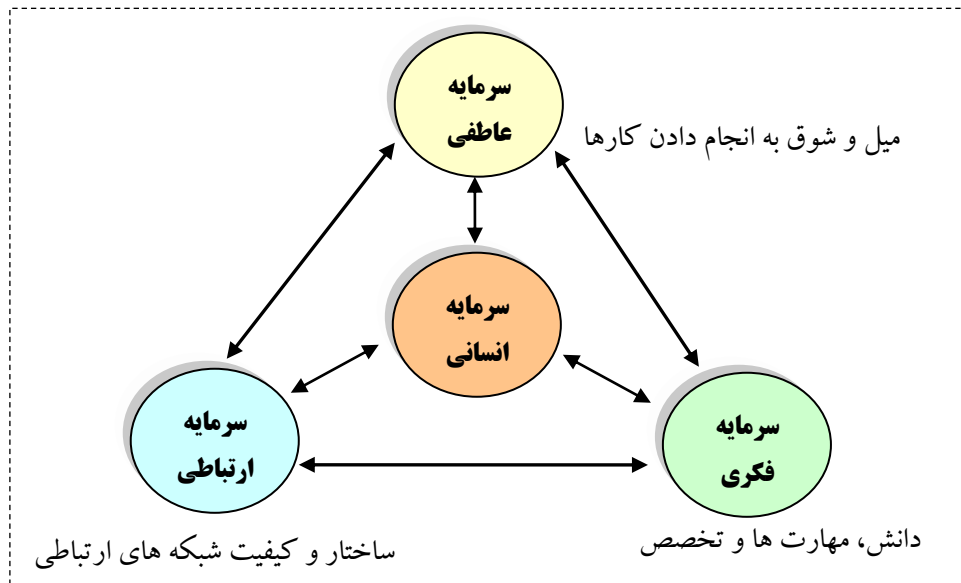 سرمایه
عاطفی
میل و شوق به انجام دادن کارها
سرمایه
انسانی
سرمایه
فکری
سرمایه
ارتباطی
دانش، مهارت ها و تخصص
ساختار و کیفیت شبکه های ارتباطی